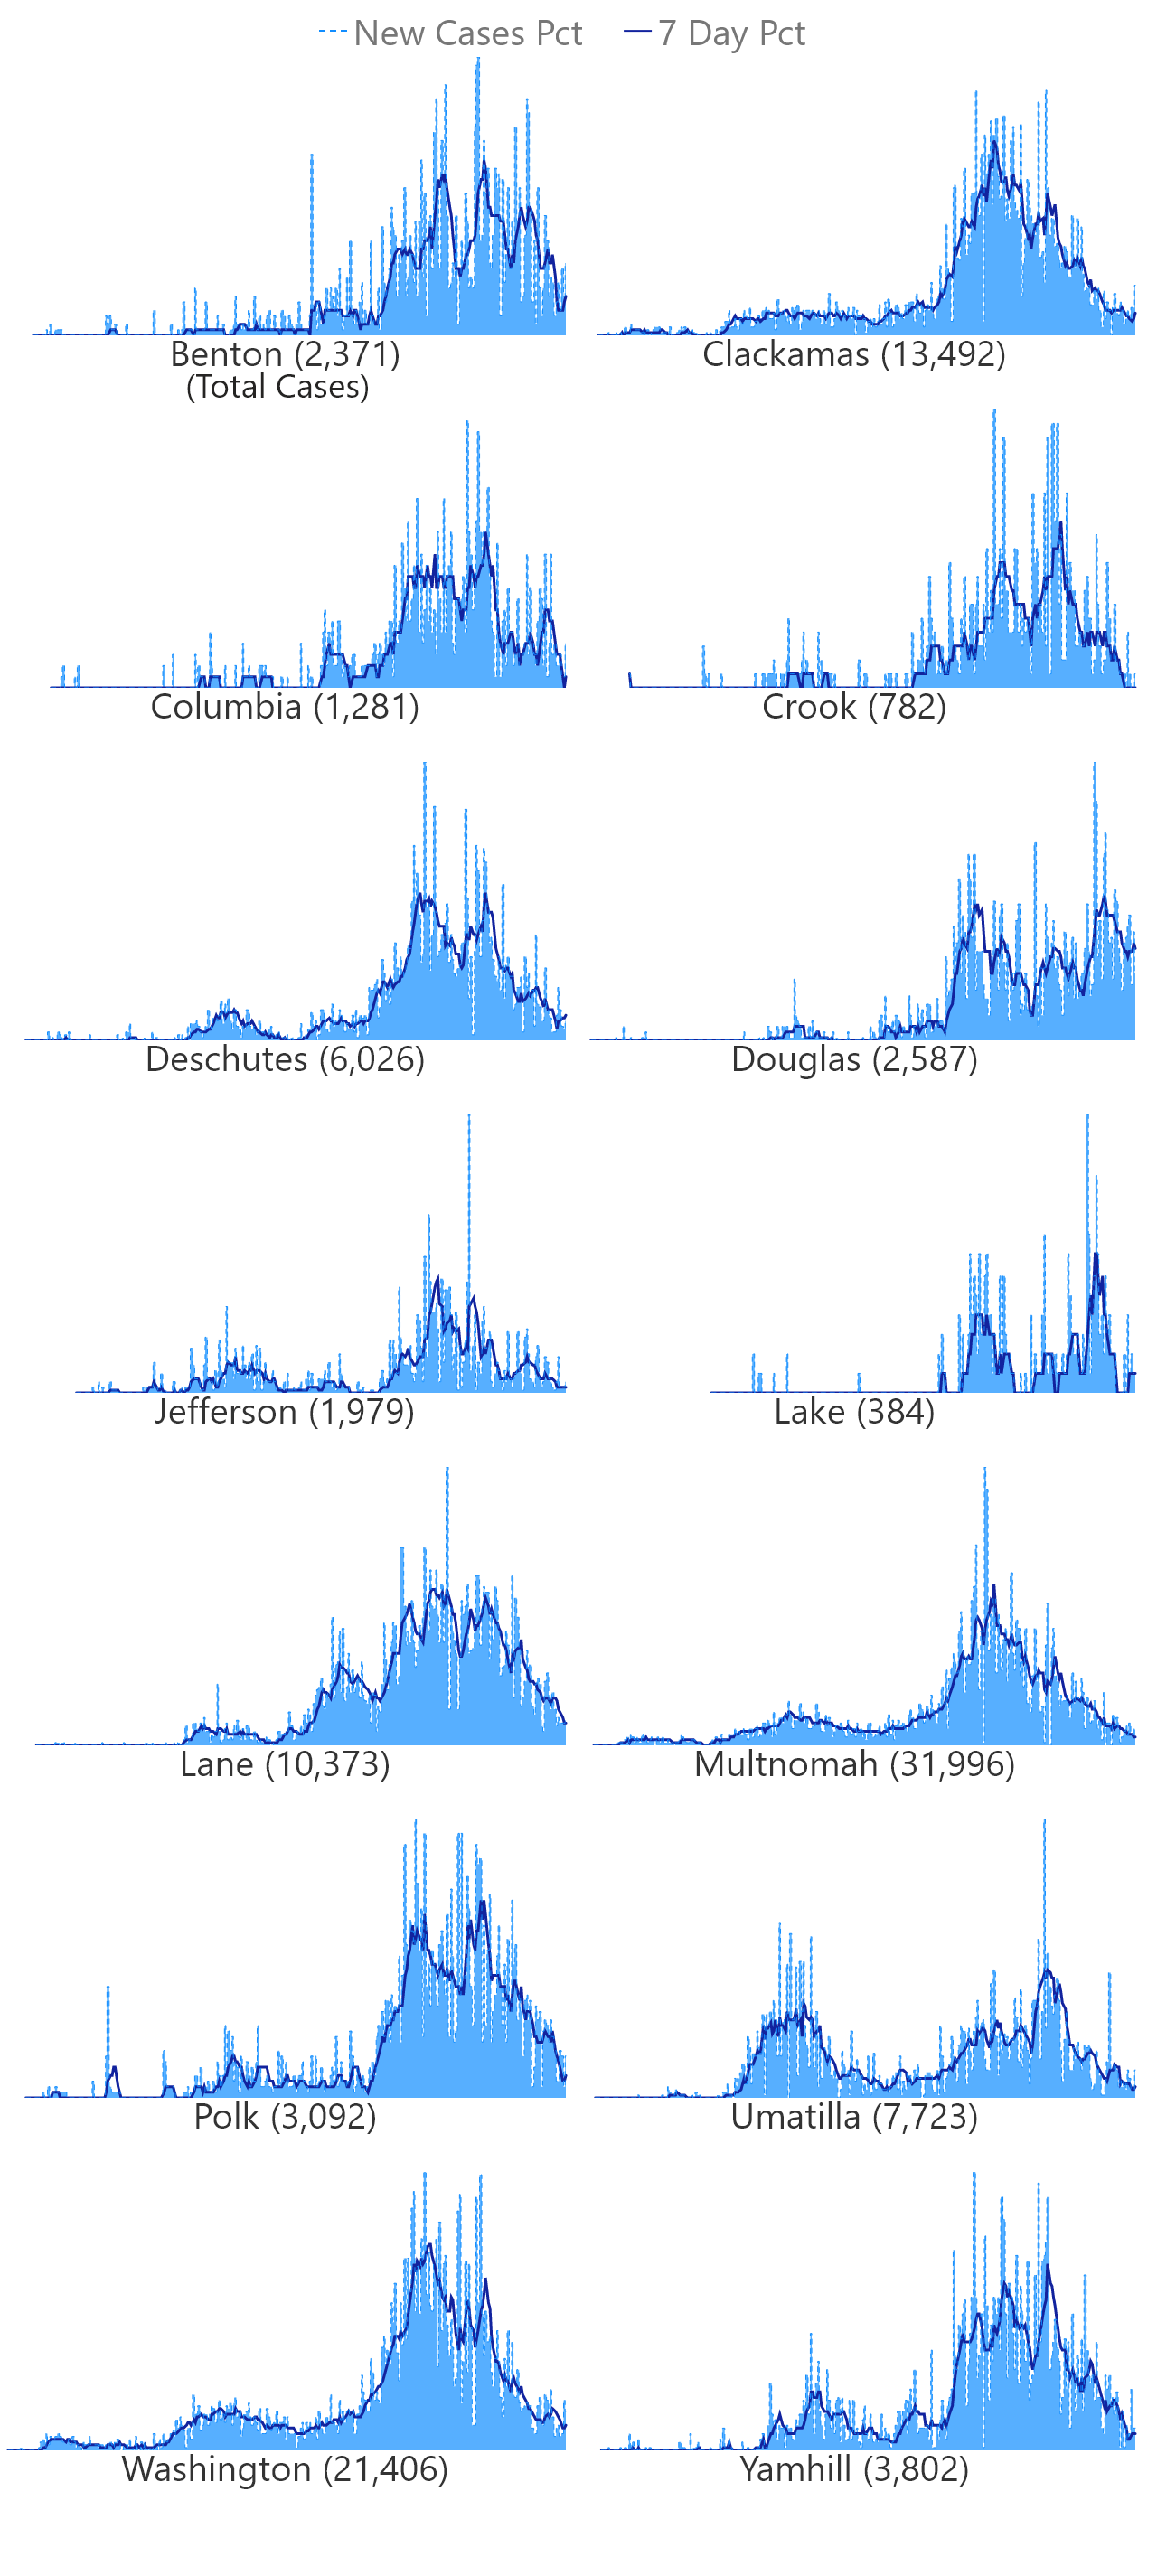 New Cases Pct 7 Day Pct
Benton (2,371) Clackamas (13,492)
(Total Cases)
Columbia (1,281) Crook (782)
Deschutes (6,026) Douglas (2,587)
Jefferson (1,979) Lake (384)
Lane (10,373) Multnomah (31,996)
Polk (3,092) Umatilla (7,723)
Washington (21,406) Yamhill (3,802)